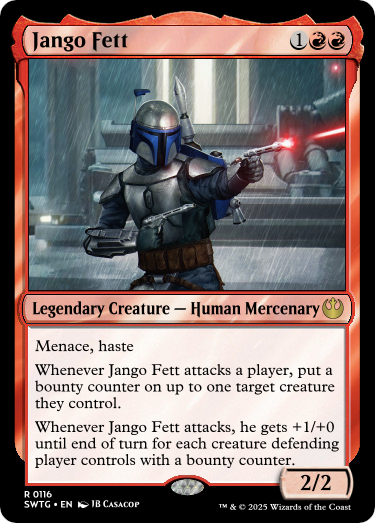 Jango Fett 1
Legendary Creature — Human Mercenary
Menace, haste
Whenever Jango Fett attacks a player, put a
bounty counter on up to one target creature
they control.
Whenever Jango Fett attacks, he gets +1/+0
until end of turn for each creature defending
player controls with a bounty counter.
2/2
R 0116
SWTG • EN JB Casacop
™ & © 2025 Wizards of the Coast